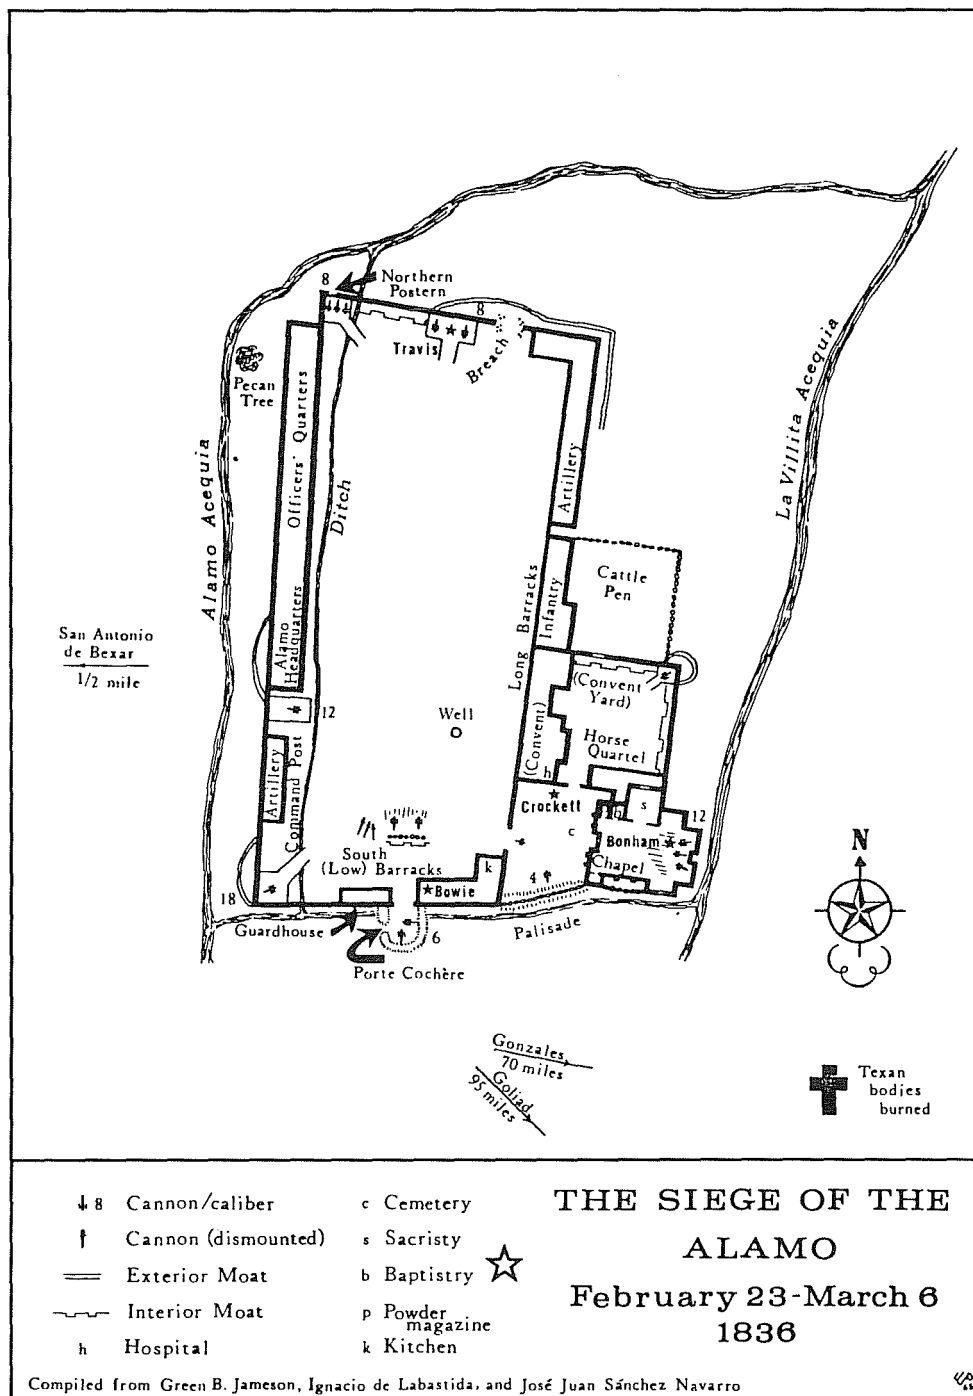 8
Northern
Postern
8
Travis
Breach
Pecan
Tree
Officers' Quarters
Ditch
Alamo Acequia
La Villita Acequia
Artillery
Cattle
Pen
Infantry
Long Barracks
San Antonio
de Bexar
1/2 mile
Alamo
Headquarters
(Convent
Yard)
12
Well
(Convent)
Horse
Quartel
h
Artillery
Command Post
Crockett
b
s
12
c
Bonham
Chapel
South
(Low) Barracks
k
4
18
Bowie
N
Guardhouse
6
Palisade
Porte Cochère
Gonzales
70 miles
Goliad
95 miles
Texan
bodies
burned
8 Cannon/caliber
Cannon (dismounted)
Exterior Moat
Interior Moat
h Hospital
c Cemetery
s Sacristy
b Baptistry
p Powder
magazine
k Kitchen
THE SIEGE OF THE
ALAMO
February 23-March 6
1836
Compiled from Green B. Jameson, Ignacio de Labastida, and José Juan Sánchez Navarro